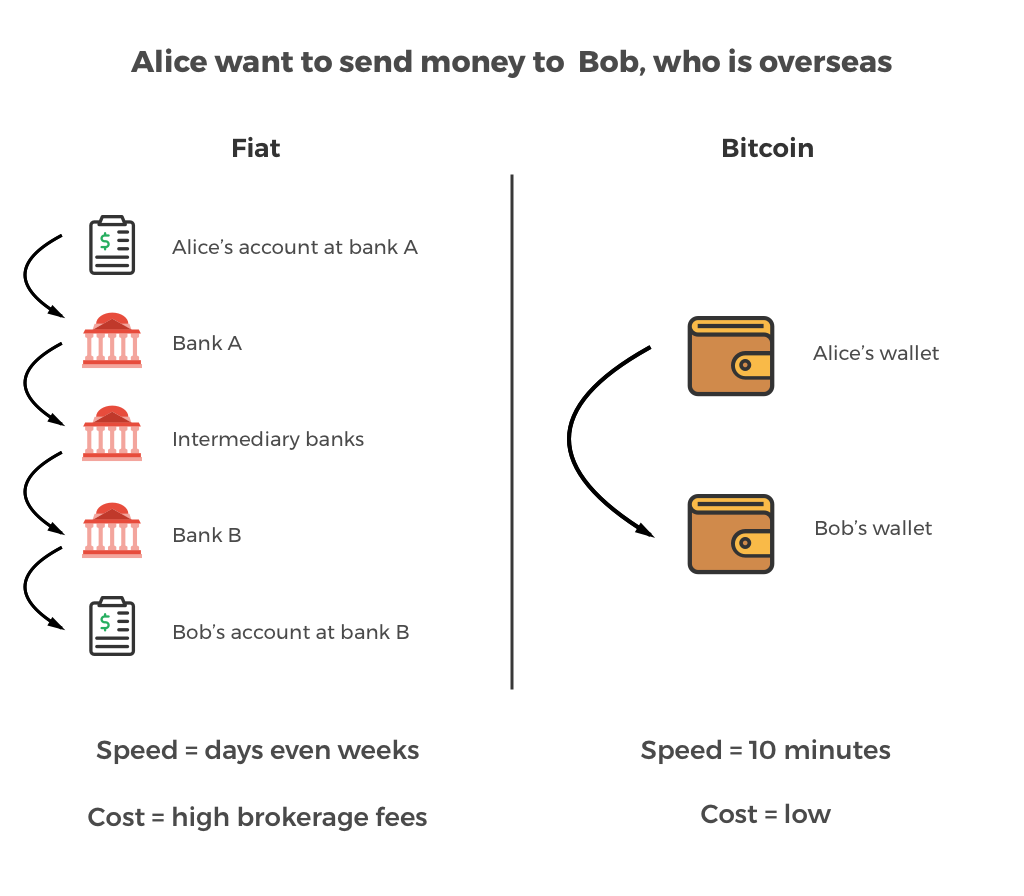 Alice want to send money to Bob, who is overseas
Fiat
$
Alice’s account at bank A
Bank A
Intermediary banks
Bank B
$
Bob’s account at bank B
Speed = days even weeks
Cost = high brokerage fees
Bitcoin
Alice’s wallet
Bob’s wallet
Speed = 10 minutes
Cost = low